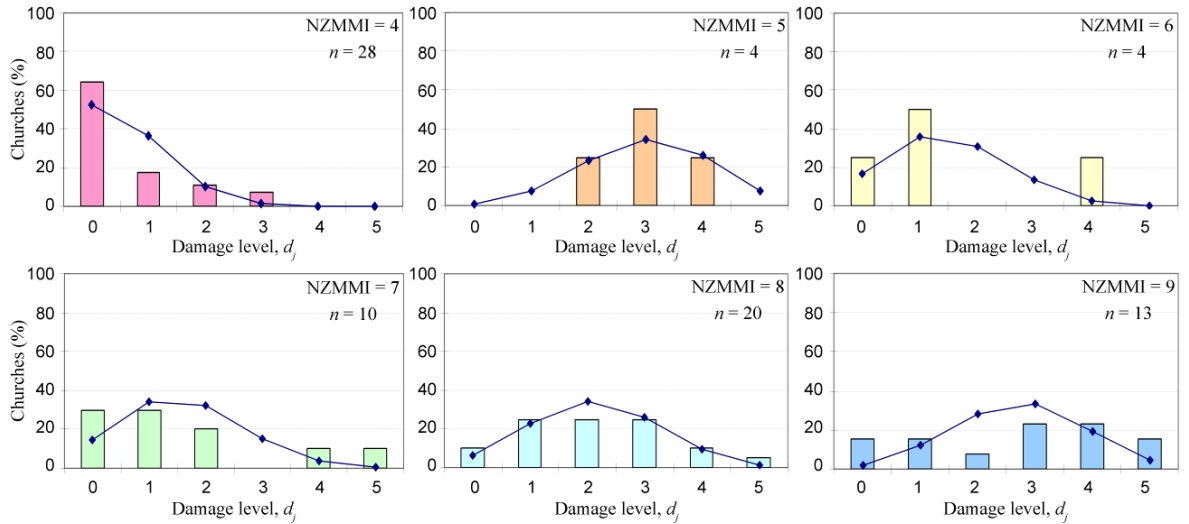 NZMMI = 4
n = 28
Churches (%)
100
80
60
40
20
0
0 1 2 3 4 5
Damage level, dj
NZMMI = 5
n = 4
100
80
60
40
20
0
0 1 2 3 4 5
Damage level, dj
NZMMI = 6
n = 4
100
80
60
40
20
0
0 1 2 3 4 5
Damage level, dj
NZMMI = 7
n = 10
Churches (%)
100
80
60
40
20
0
0 1 2 3 4 5
Damage level, dj
NZMMI = 8
n = 20
100
80
60
40
20
0
0 1 2 3 4 5
Damage level, dj
NZMMI = 9
n = 13
100
80
60
40
20
0
0 1 2 3 4 5
Damage level, dj